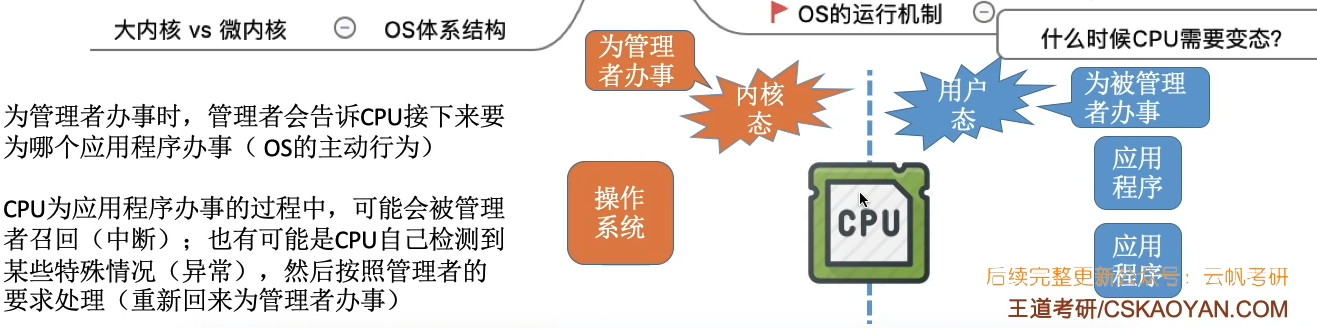 大内核 vs 微内核
OS体系结构
OS的运行机制
什么时候CPU需要变态?
为管理
者办事
内核
态
用户
态
为被管理
者办事
为管理者办事时，管理者会告诉CPU接下来要
为哪个应用程序办事（ OS的主动行为）
CPU为应用程序办事的过程中，可能会被管理
者召回（中断）；也有可能是CPU自己检测到
某些特殊情况（异常），然后按照管理者的
要求处理（重新回来为管理者办事）
操作
系统
CPU
应用
程序
应用
程序
后续完整更新公众号：云帆考研
王道考研/CSKAOYAN.COM